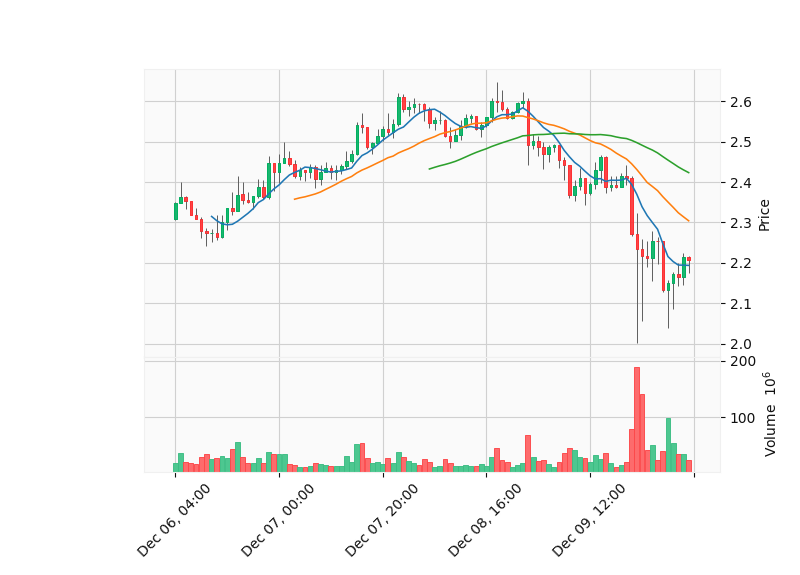 2.6
2.5
2.4
2.3
2.2
2.1
2.0
Price
200
100
Volume 10⁶
Dec 06, 04:00
Dec 07, 00:00
Dec 07, 20:00
Dec 08, 16:00
Dec 09, 12:00